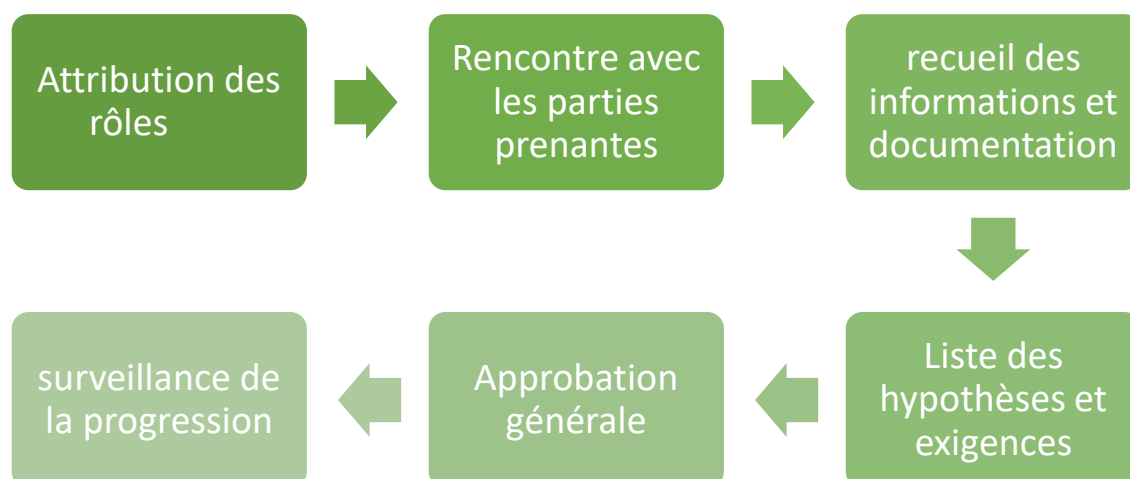 Attribution des
rôles
Rencontre avec
les parties
prenantes
recueil des
informations et
documentation
Liste des
hypothèses et
exigences
Approbation
générale
surveillance de
la progression